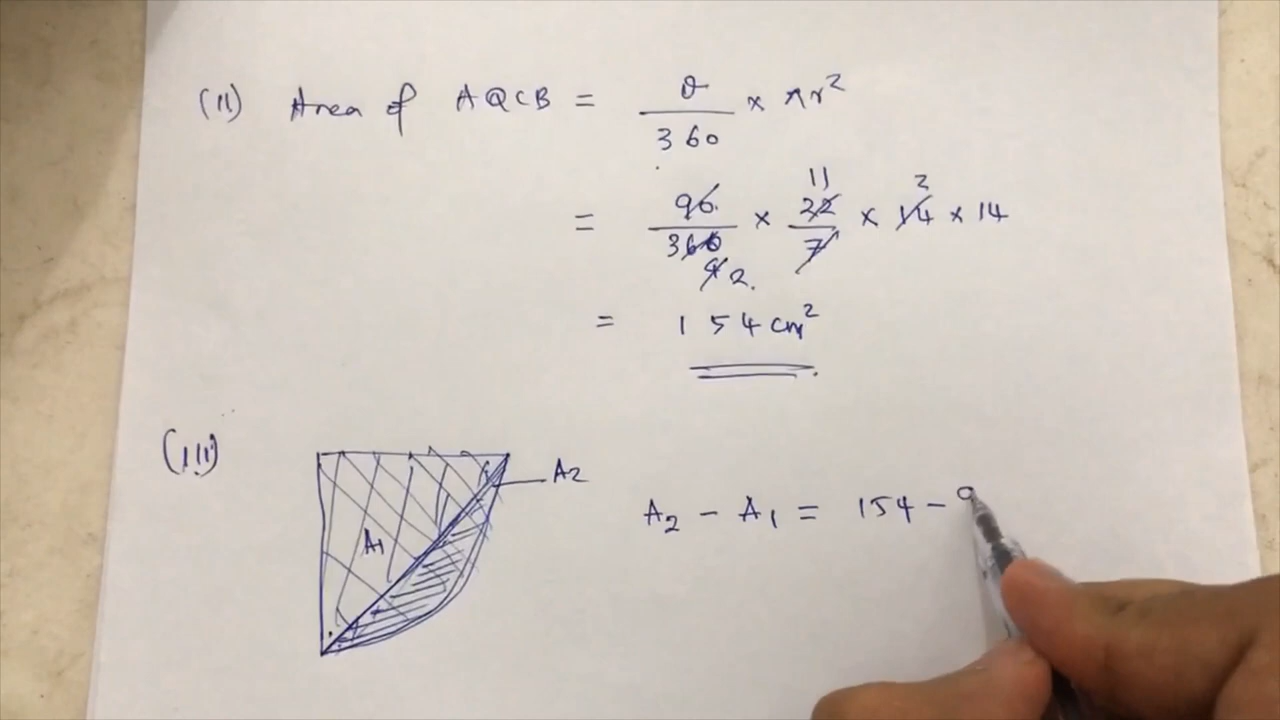 (II) Area of AQCB = θ/360 × πr²
= 90/360 × 22/7 × 14 × 14
11 2
4 2.
= 154 cm²
(III)
A2
A1
A2 - A1 = 154 - 9